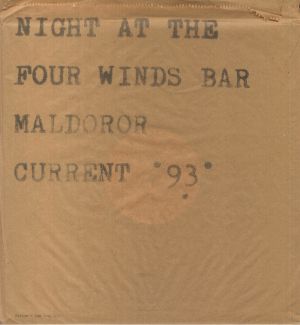 NIGHT AT THE
FOUR WINDS BAR
MALDOROR
CURRENT "93"